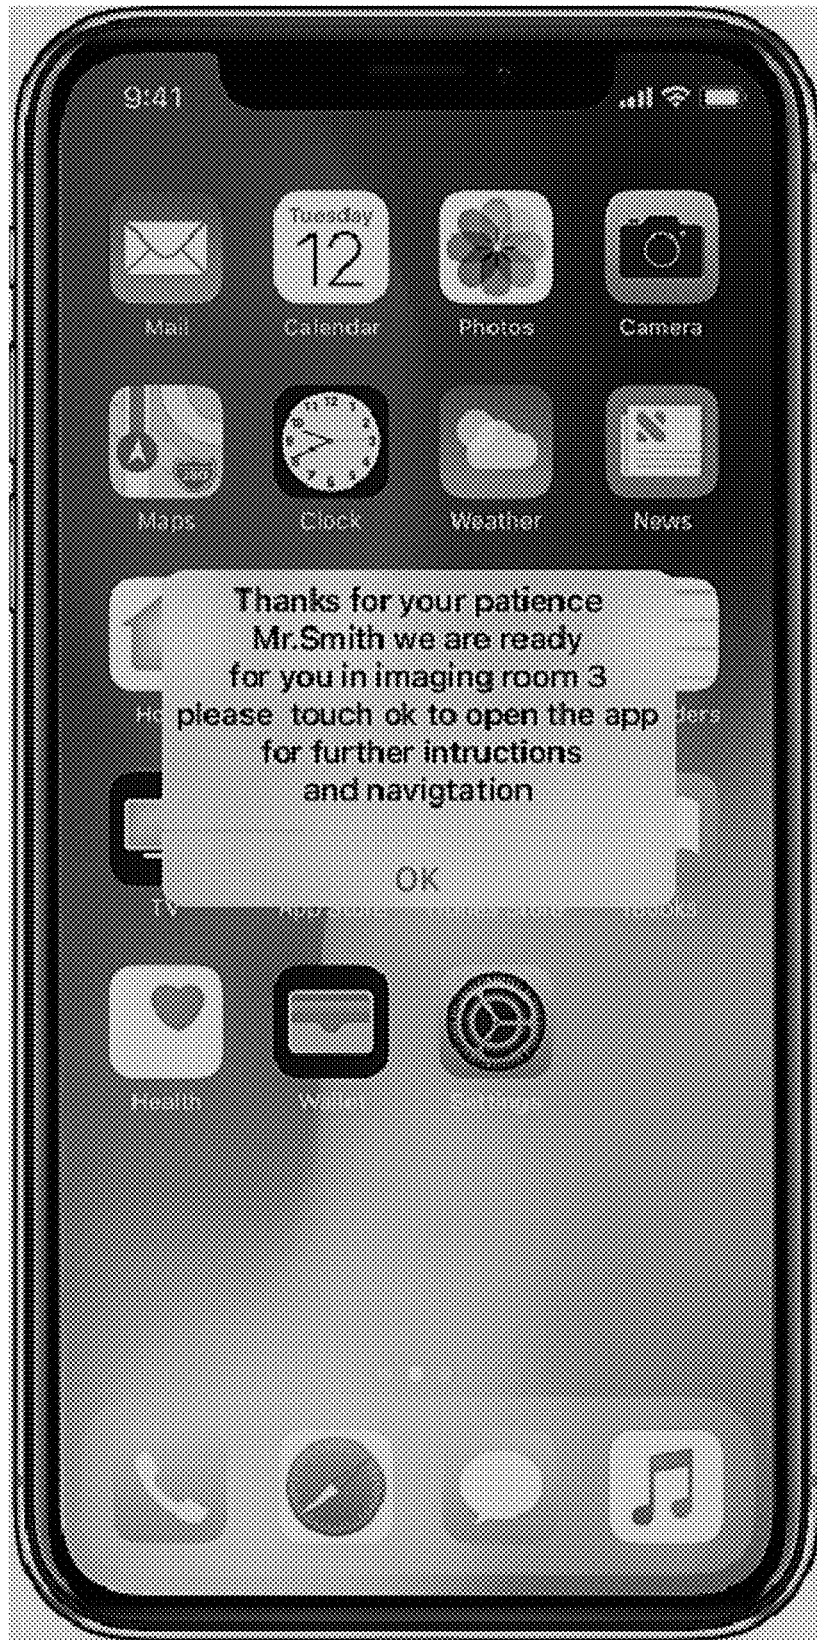 9:41
Tuesday
12
Mail Calendar Photos Camera
Maps Clock Weather News
Thanks for your patience
Mr.Smith we are ready
for you in imaging room 3
please touch ok to open the app
for further intructions
and navigtation
OK
TV
Health